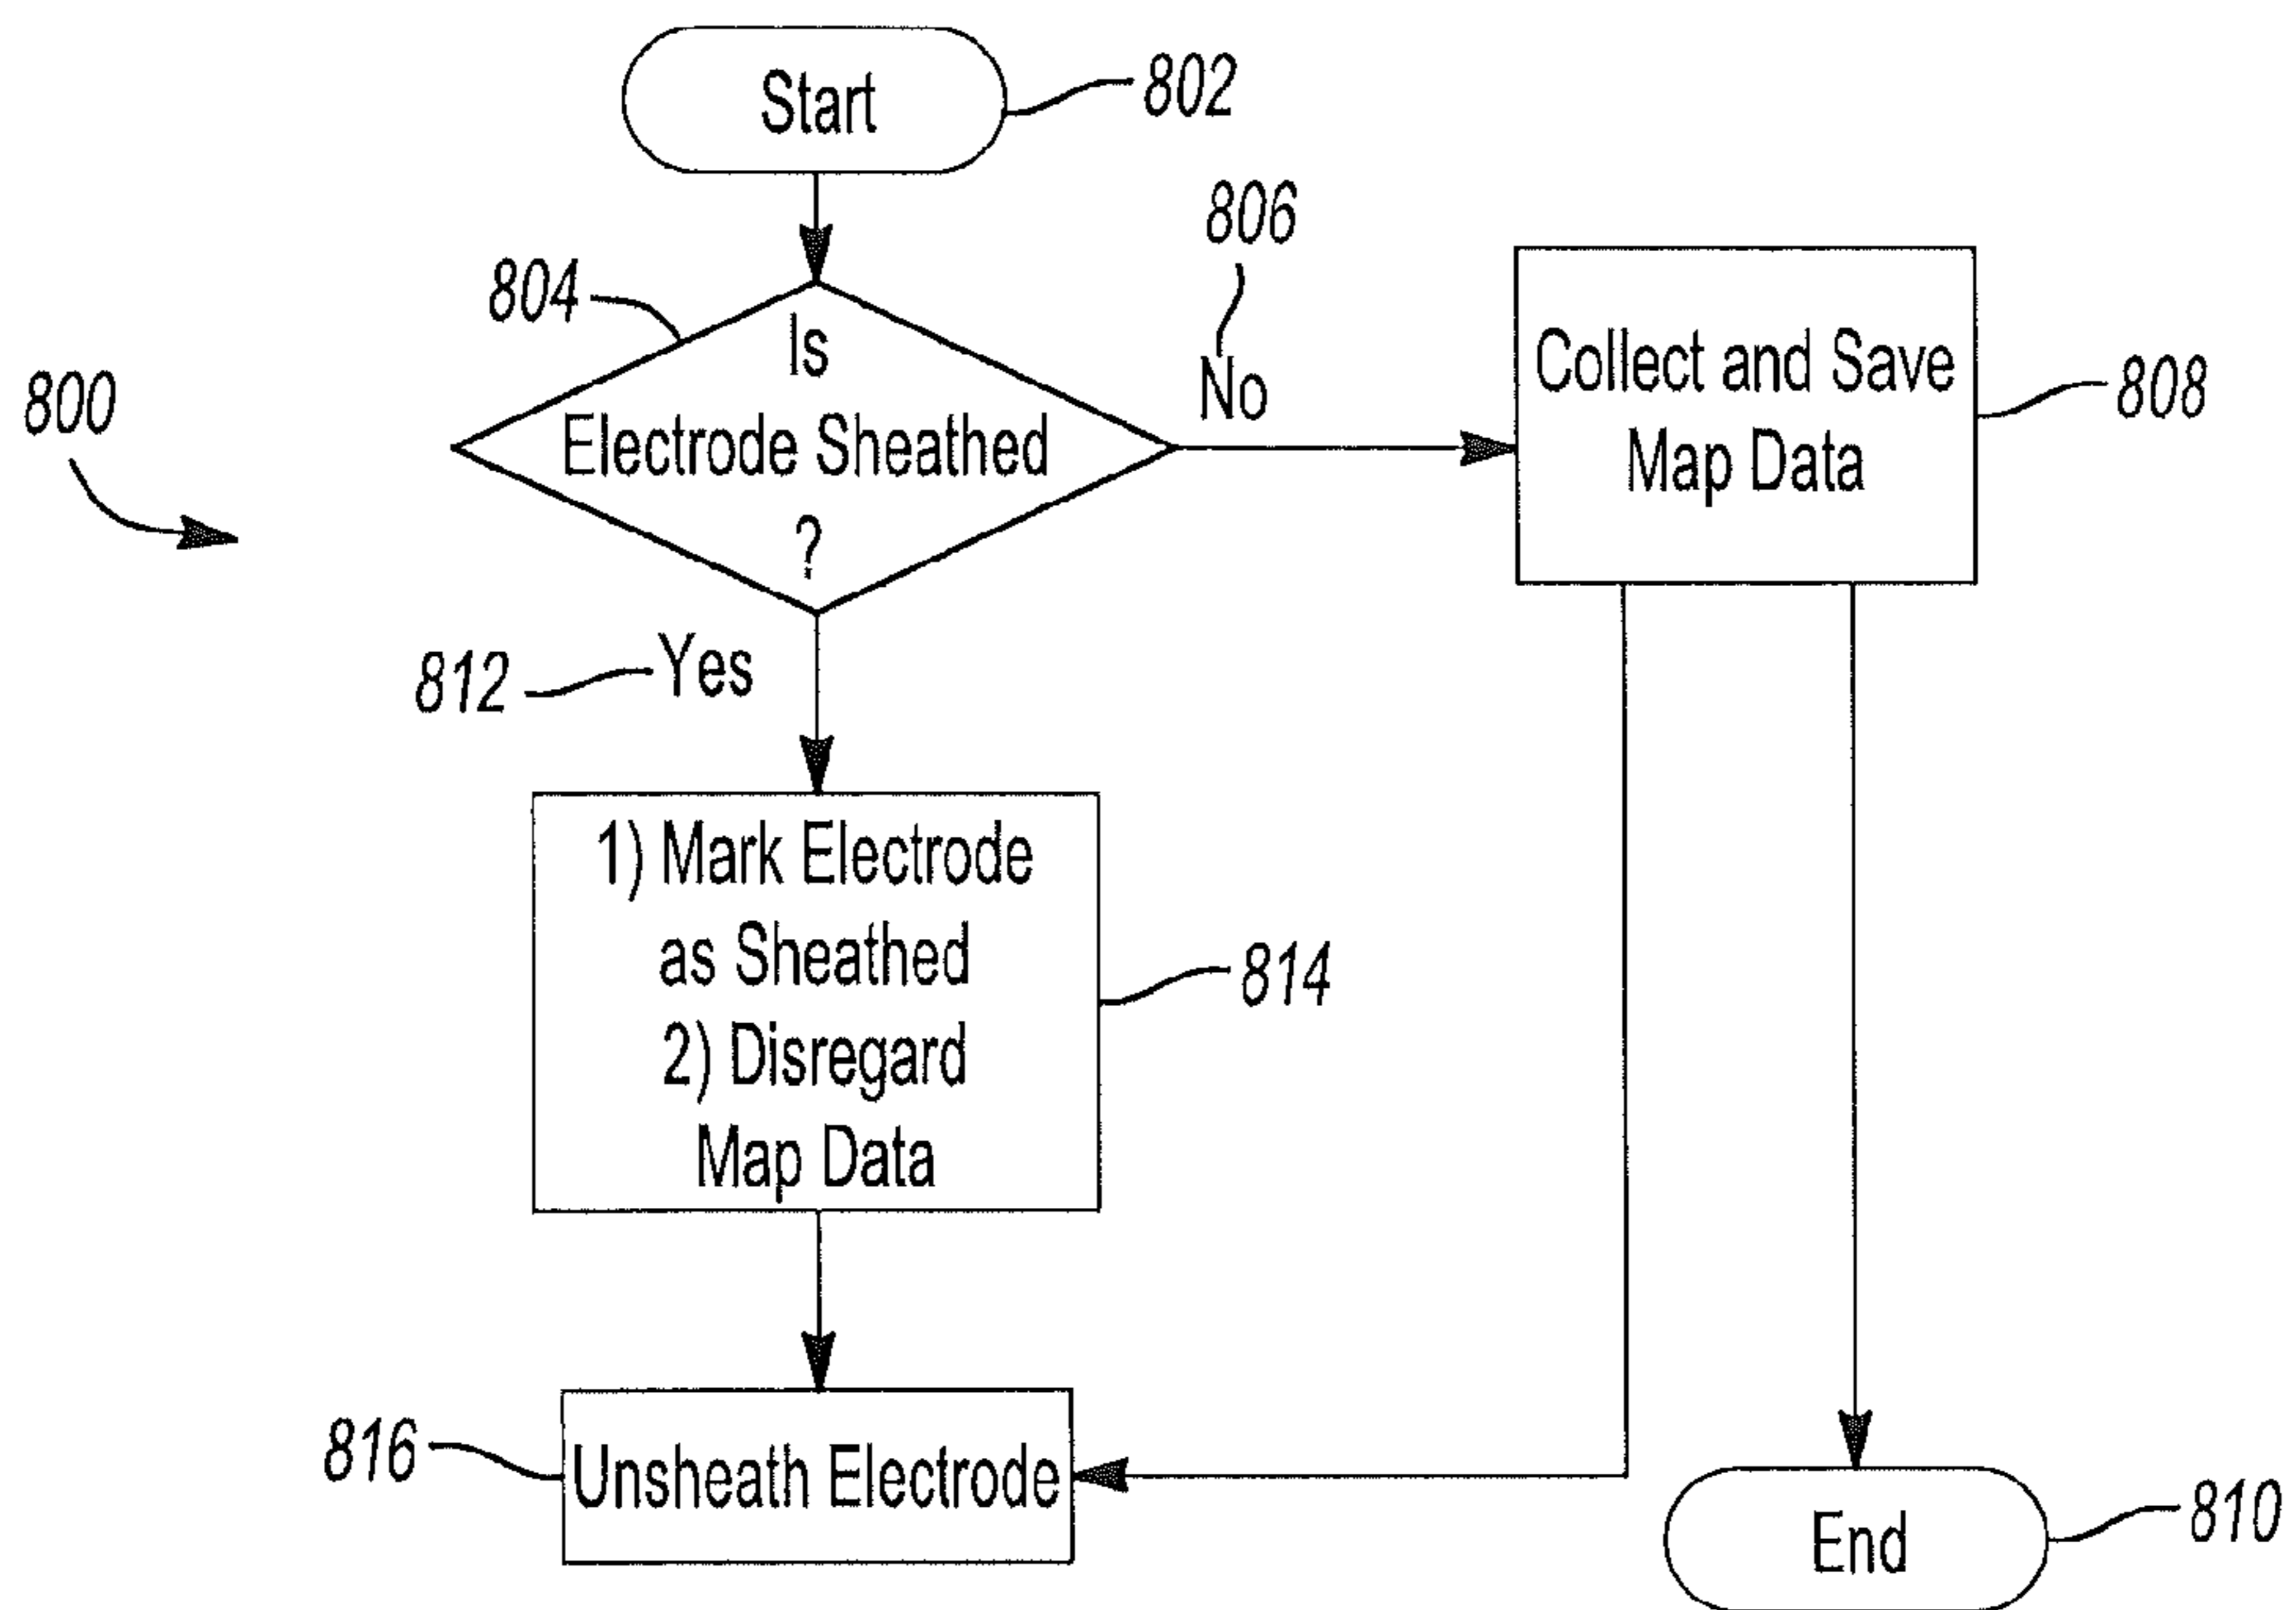 Start
802
806
804
Is
Electrode Sheathed
?
No
Collect and Save
Map Data
808
800
812
Yes
1) Mark Electrode
as Sheathed
2) Disregard
Map Data
814
816
Unsheath Electrode
End
810